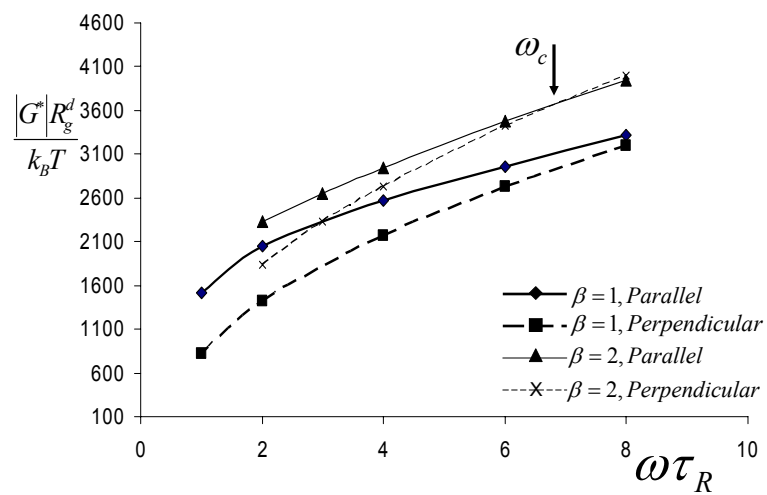 4600
4100
3600
3100
2600
2100
1600
1100
600
100
|G*|R_g^d
k_BT
ω_c
β = 1, Parallel
β = 1, Perpendicular
β = 2, Parallel
β = 2, Perpendicular
0 2 4 6 8 10
ωτ_R